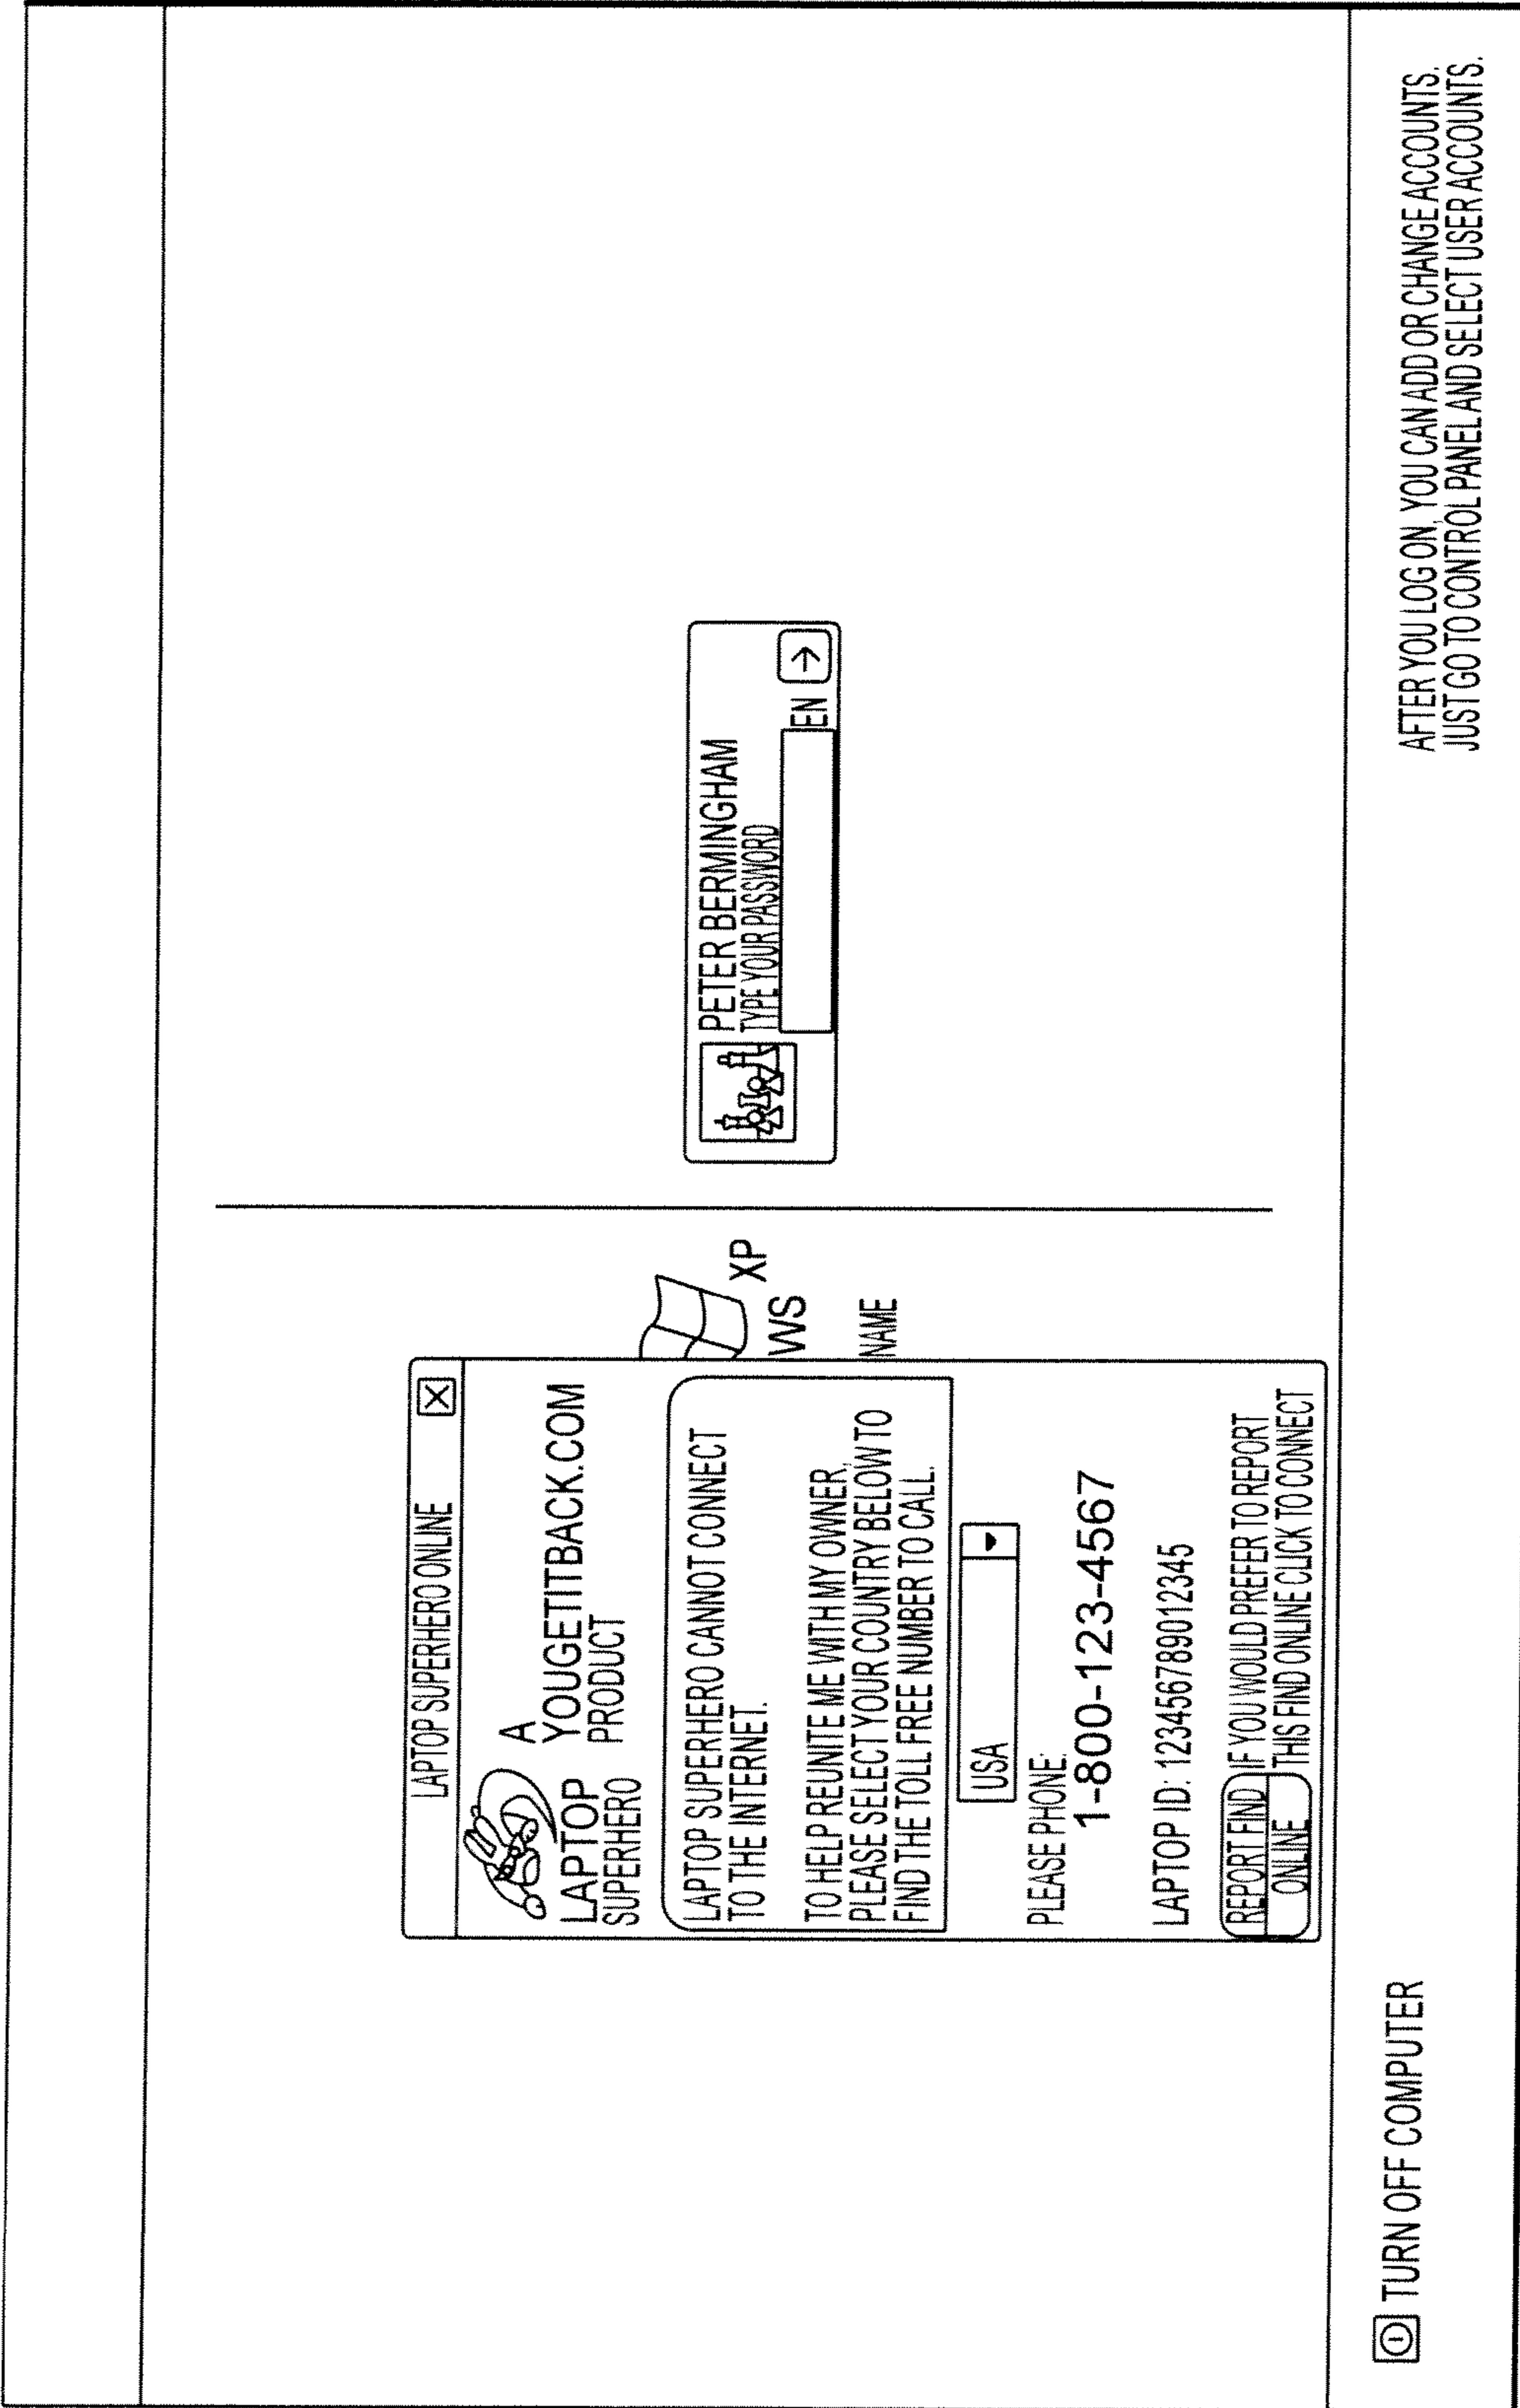 LAPTOP SUPERHERO ONLINE
LAPTOP
SUPERHERO
A
YOUGETITBACK.COM
PRODUCT
LAPTOP SUPERHERO CANNOT CONNECT
TO THE INTERNET.
TO HELP REUNITE ME WITH MY OWNER,
PLEASE SELECT YOUR COUNTRY BELOW TO
FIND THE TOLL FREE NUMBER TO CALL.
USA
PLEASE PHONE:
1-800-123-4567
LAPTOP ID: 123456789012345
REPORT FIND
ONLINE
IF YOU WOULD PREFER TO REPORT
THIS FIND ONLINE CLICK TO CONNECT
XP
WS
NAME
PETER BERMINGHAM
TYPE YOUR PASSWORD
EN
TURN OFF COMPUTER
AFTER YOU LOG ON, YOU CAN ADD OR CHANGE ACCOUNTS.
JUST GO TO CONTROL PANEL AND SELECT USER ACCOUNTS.